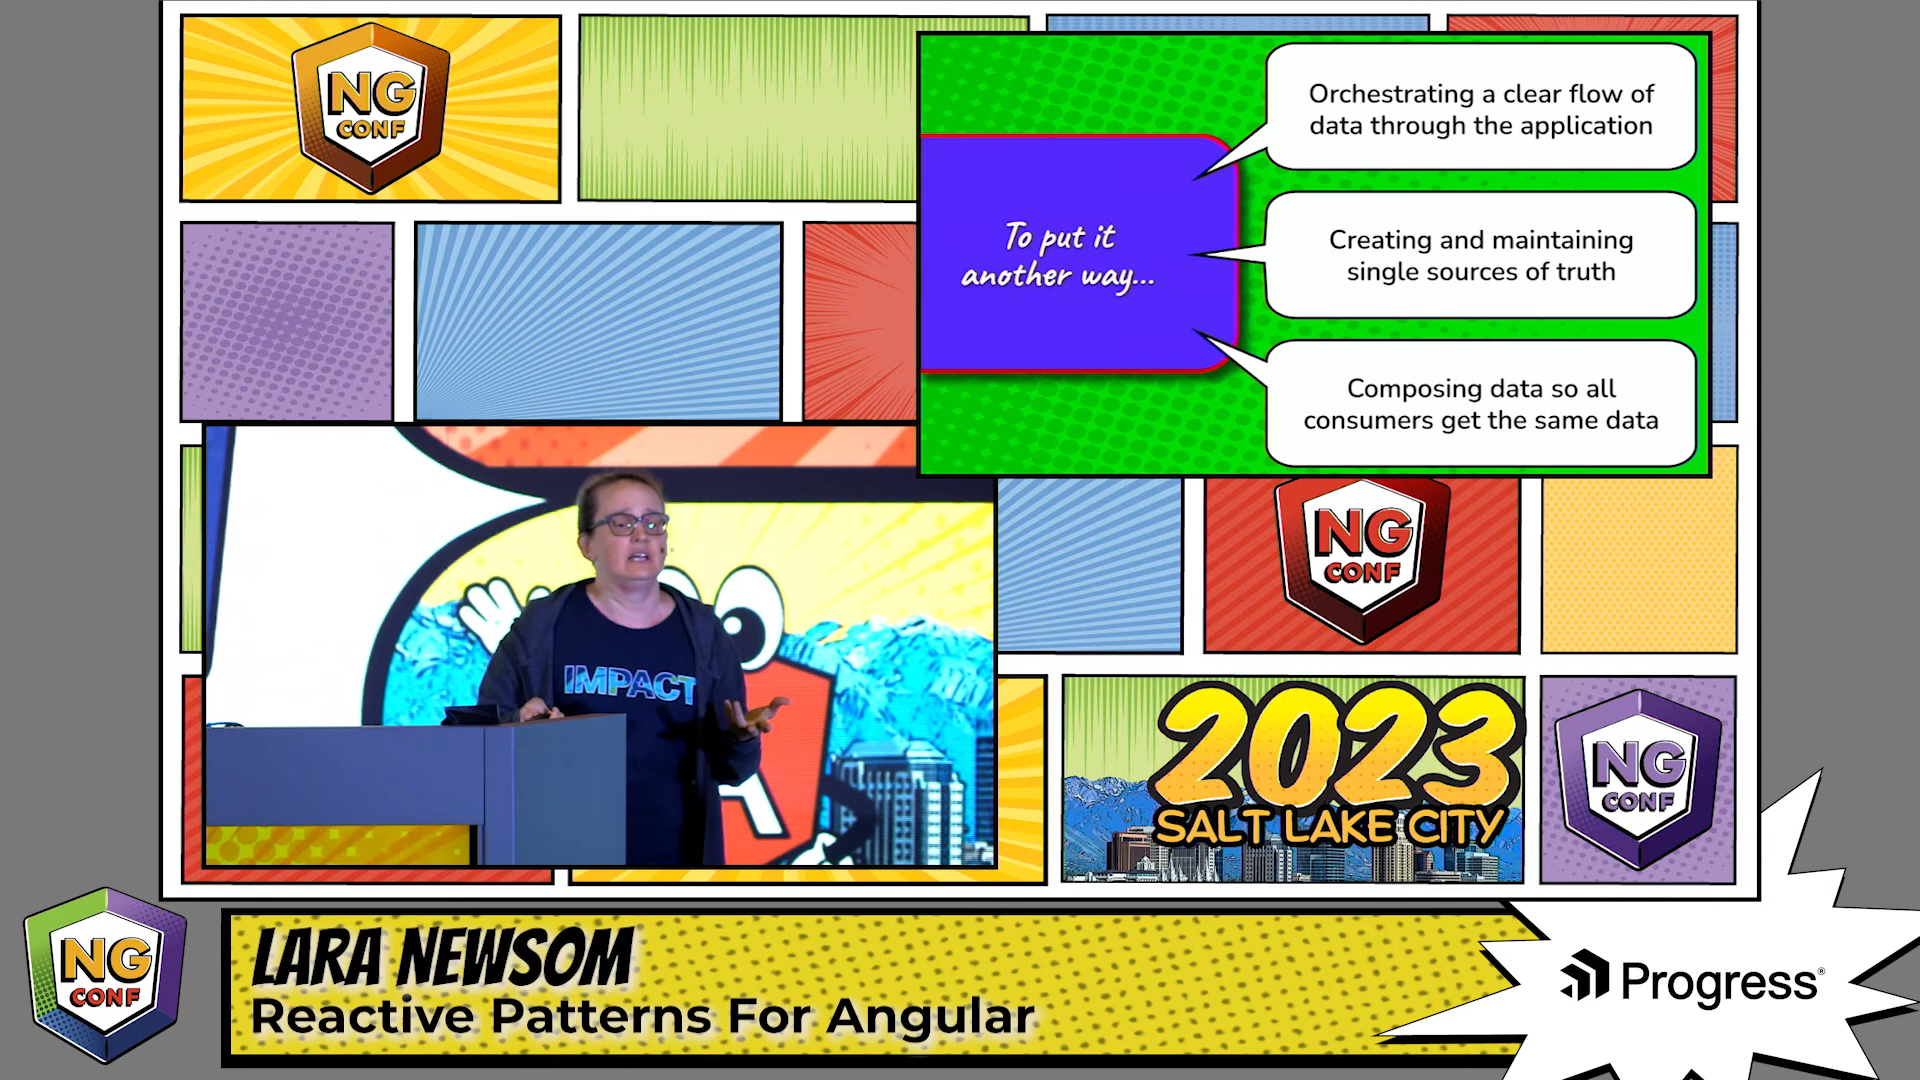 NG
CONF
Orchestrating a clear flow of
data through the application
To put it
another way...
Creating and maintaining
single sources of truth
Composing data so all
consumers get the same data
IMPACT
NG
CONF
2023
SALT LAKE CITY
NG
CONF
NG
CONF
LARA NEWSOM
Reactive Patterns For Angular
Progress®